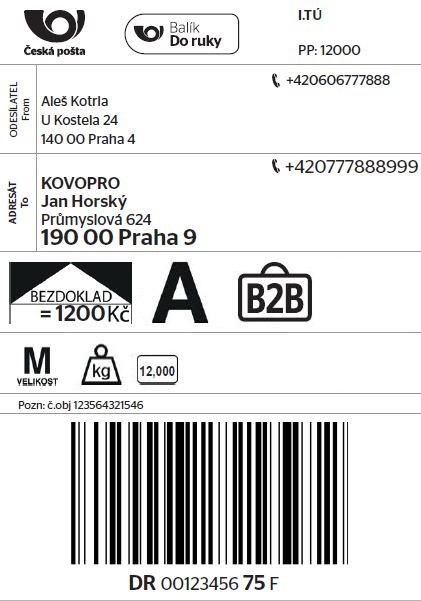 Česká pošta
Balík
Do ruky
I.TÚ
PP: 12000
ODESÍLATEL
From
+420606777888
Aleš Kotrla
U Kostela 24
140 00 Praha 4
ADRESÁT
To
+420777888999
KOVOPRO
Jan Horský
Průmyslová 624
190 00 Praha 9
BEZDOKLAD
= 1200 Kč
A
B2B
M
VELIKOST
kg
12,000
Pozn: č.obj 123564321546
DR 00123456 75 F